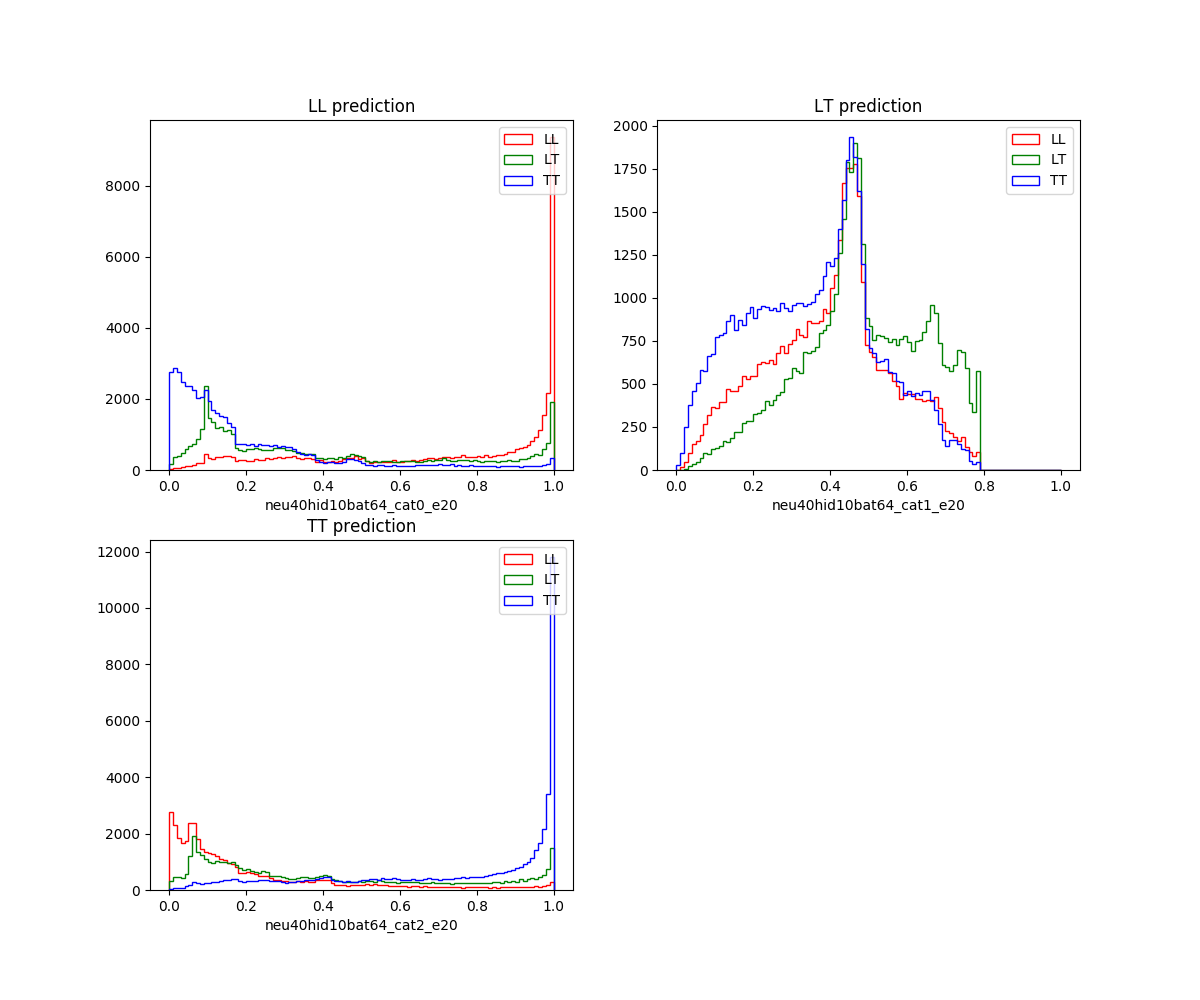 LL prediction
8000
6000
4000
2000
0
0.0 0.2 0.4 0.6 0.8 1.0
neu40hid10bat64_cat0_e20
LL
LT
TT
LT prediction
2000
1750
1500
1250
1000
750
500
250
0
0.0 0.2 0.4 0.6 0.8 1.0
neu40hid10bat64_cat1_e20
LL
LT
TT
TT prediction
12000
10000
8000
6000
4000
2000
0
0.0 0.2 0.4 0.6 0.8 1.0
neu40hid10bat64_cat2_e20
LL
LT
TT